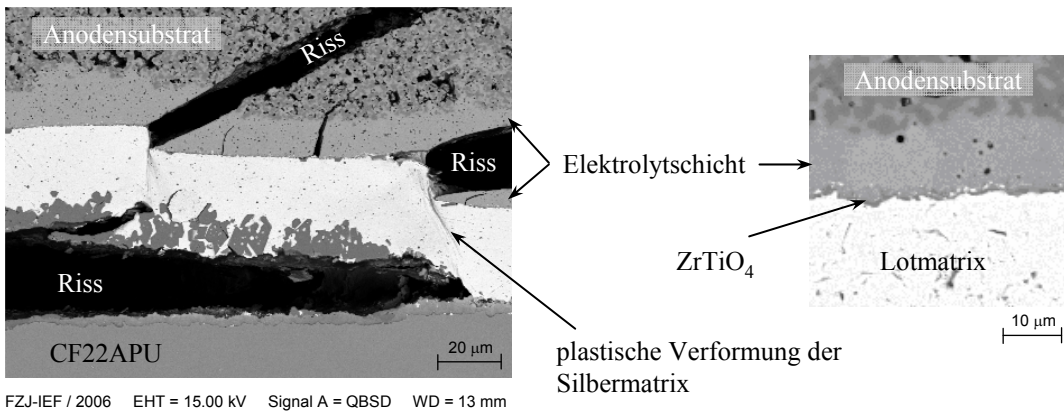 Anodensubstrat
Riss
Riss
Riss
CF22APU
20 µm
FZJ-IEF / 2006 EHT = 15.00 kV Signal A = QBSD WD = 13 mm
Elektrolytschicht
ZrTiO4
plastische Verformung der
Silbermatrix
Anodensubstrat
Lotmatrix
10 µm